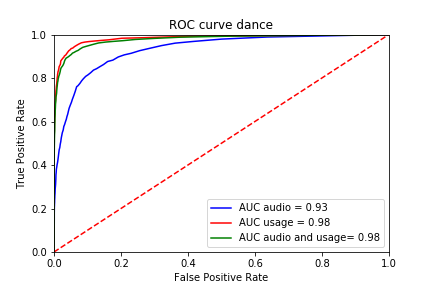 ROC curve dance
True Positive Rate
1.0
0.8
0.6
0.4
0.2
0.0
AUC audio = 0.93
AUC usage = 0.98
AUC audio and usage= 0.98
0.0 0.2 0.4 0.6 0.8 1.0
False Positive Rate